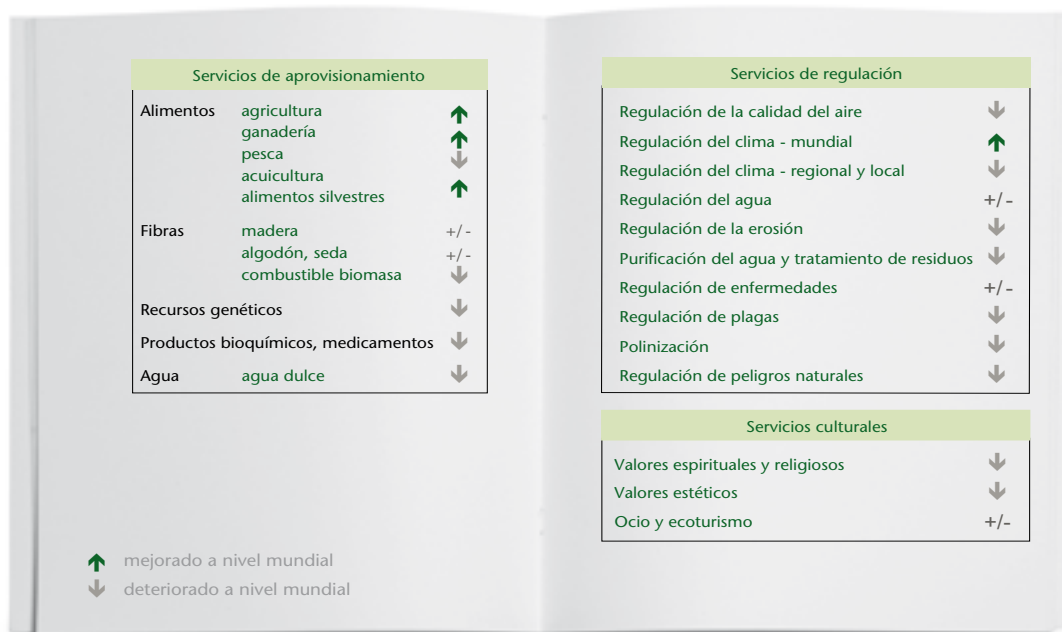 Servicios de aprovisionamiento
Alimentos agricultura
ganadería
pesca
acuicultura
alimentos silvestres
Fibras madera +/-
algodón, seda +/-
combustible biomasa
Recursos genéticos
Productos bioquímicos, medicamentos
Agua agua dulce
mejorado a nivel mundial
deteriorado a nivel mundial
Servicios de regulación
Regulación de la calidad del aire
Regulación del clima - mundial
Regulación del clima - regional y local
Regulación del agua +/-
Regulación de la erosión
Purificación del agua y tratamiento de residuos
Regulación de enfermedades +/-
Regulación de plagas
Polinización
Regulación de peligros naturales
Servicios culturales
Valores espirituales y religiosos
Valores estéticos
Ocio y ecoturismo +/-